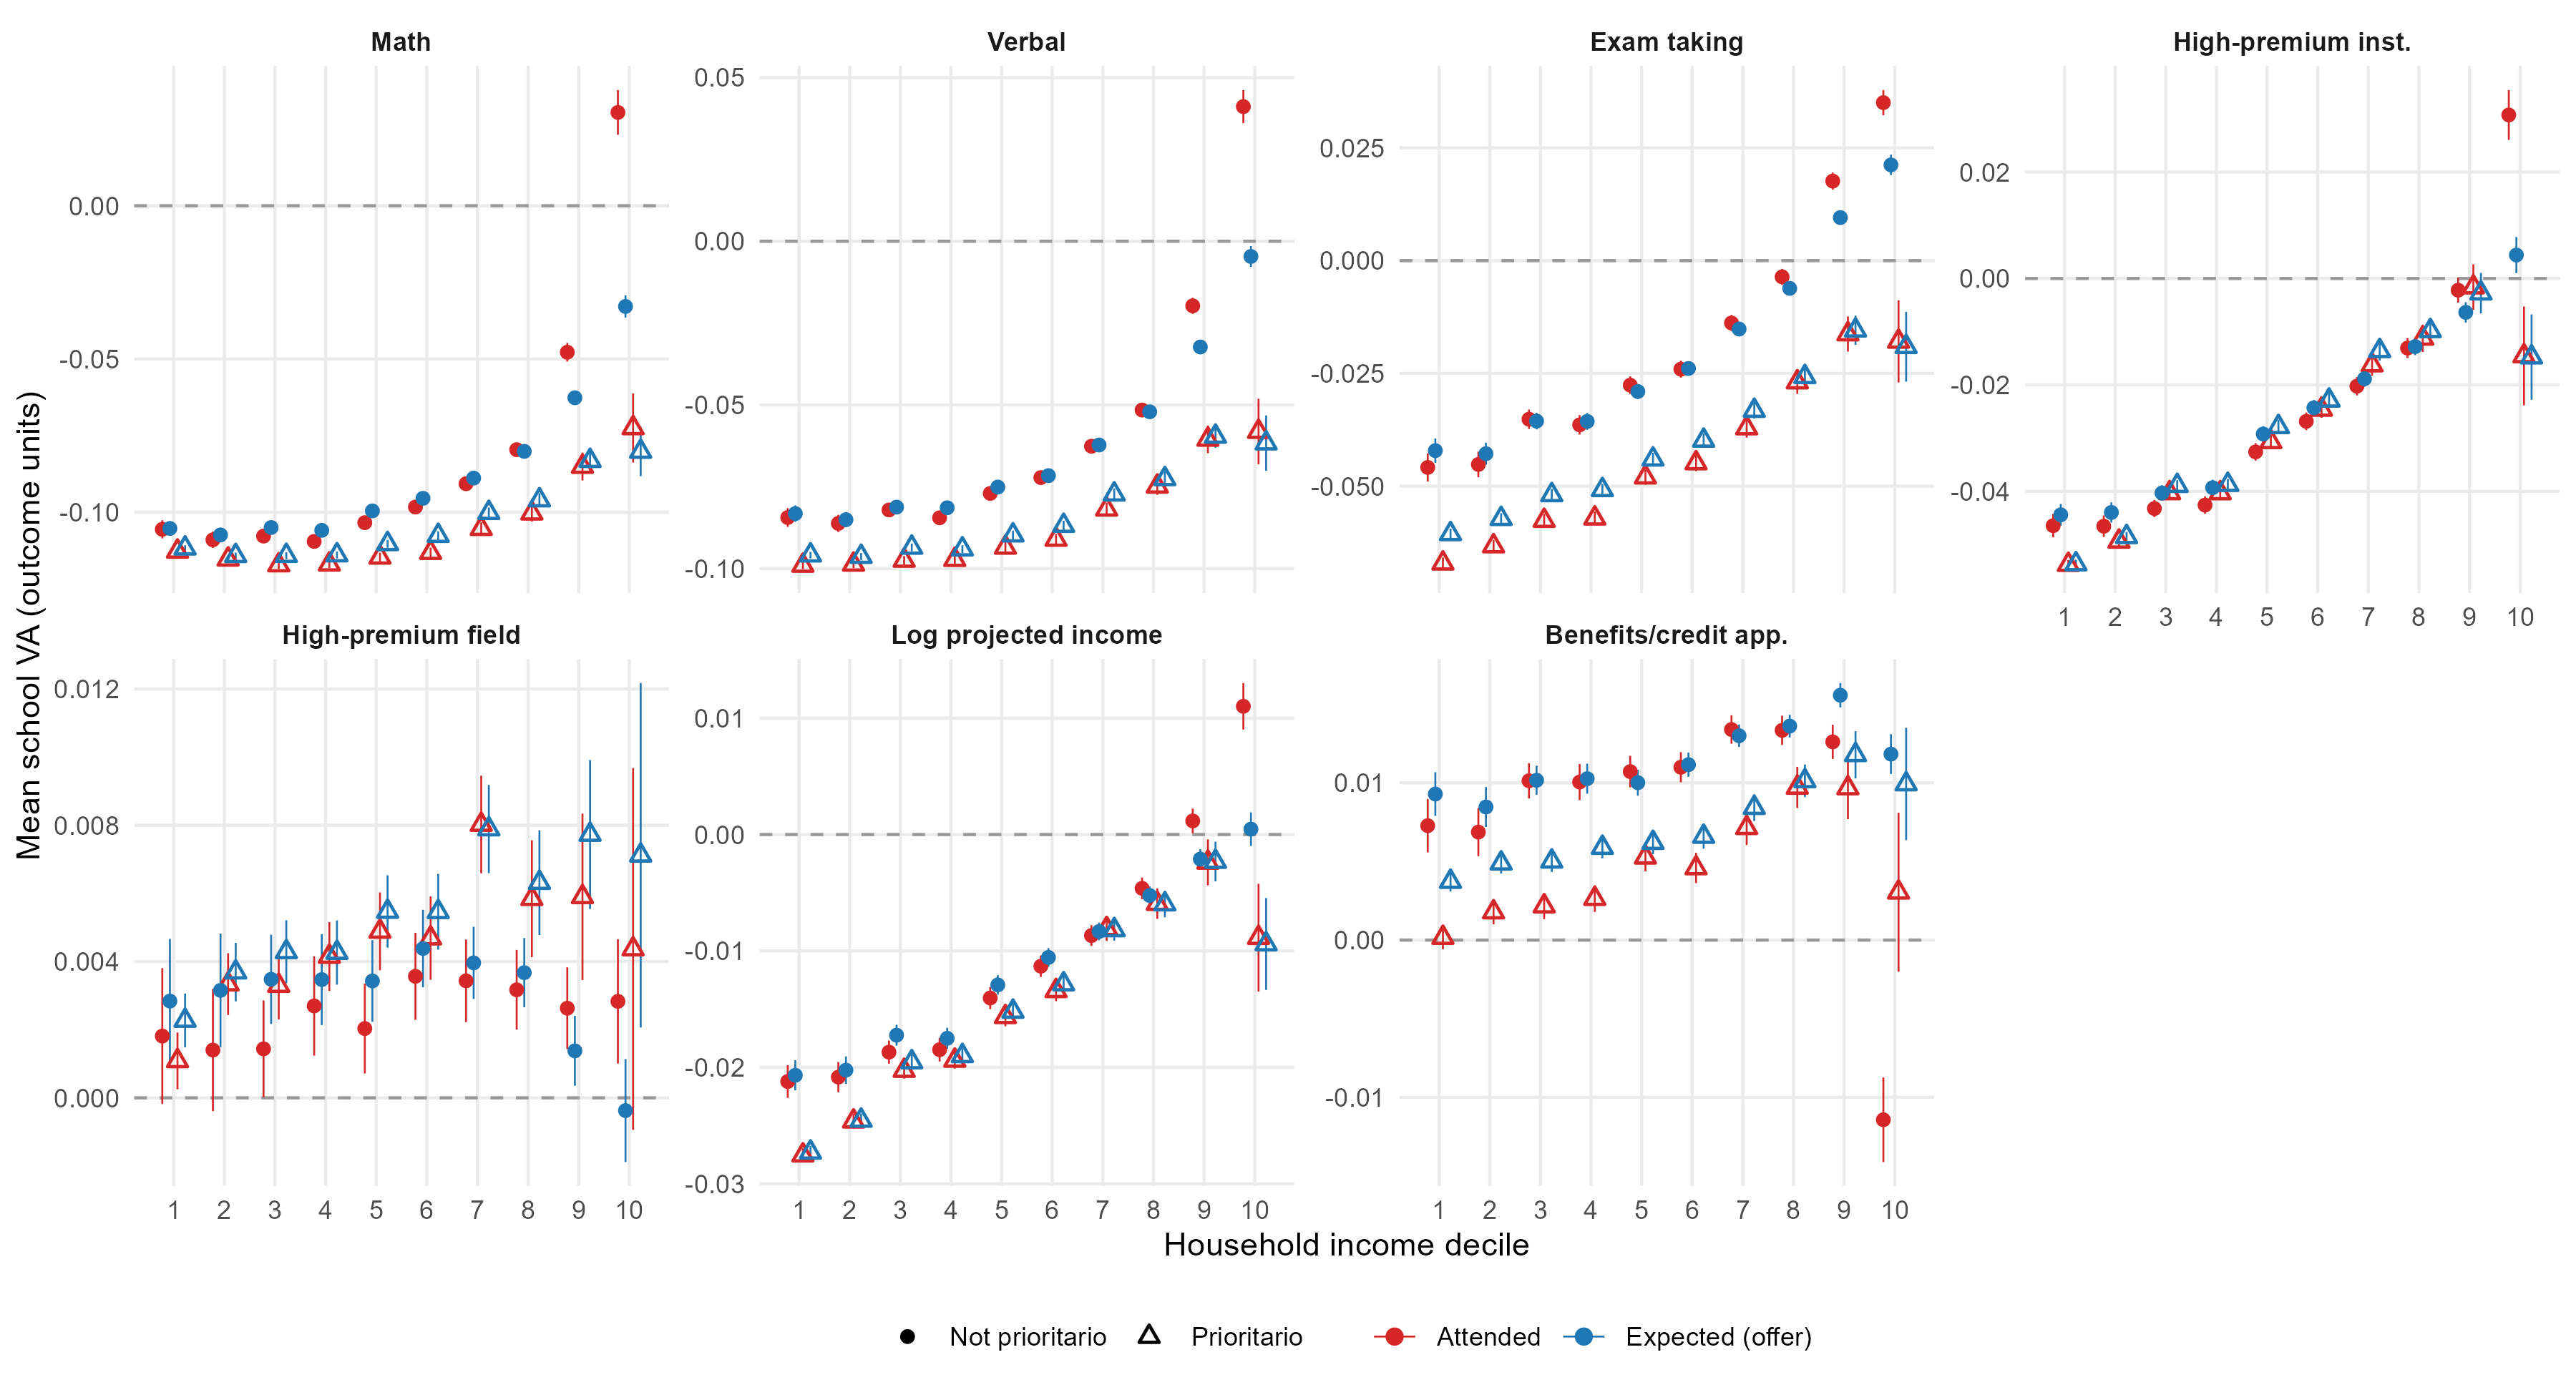 Math
Verbal
Exam taking
High-premium inst.
0.00
-0.05
-0.10
0.05
0.00
-0.05
-0.10
0.025
0.000
-0.025
-0.050
0.02
0.00
-0.02
-0.04
1 2 3 4 5 6 7 8 9 10
Mean school VA (outcome units)
High-premium field
Log projected income
Benefits/credit app.
0.012
0.008
0.004
0.000
0.01
0.00
-0.01
-0.02
-0.03
0.01
0.00
-0.01
1 2 3 4 5 6 7 8 9 10
1 2 3 4 5 6 7 8 9 10
1 2 3 4 5 6 7 8 9 10
Household income decile
Not prioritario Prioritario Attended Expected (offer)